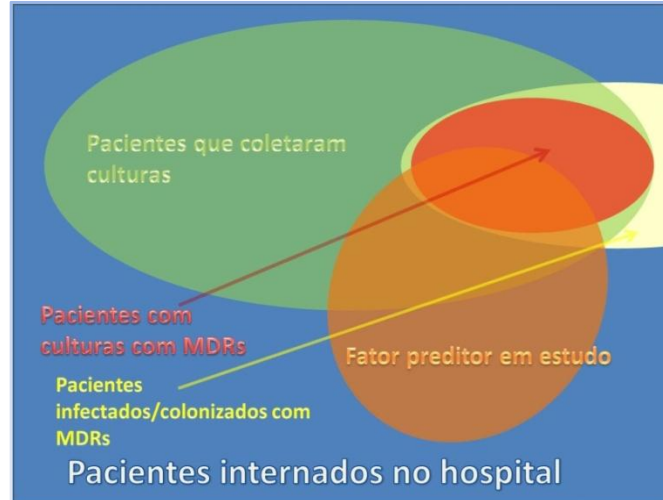 Pacientes que coletaram
culturas
Pacientes com
culturas com MDRs
Fator preditor em estudo
Pacientes
infectados/colonizados com
MDRs
Pacientes internados no hospital